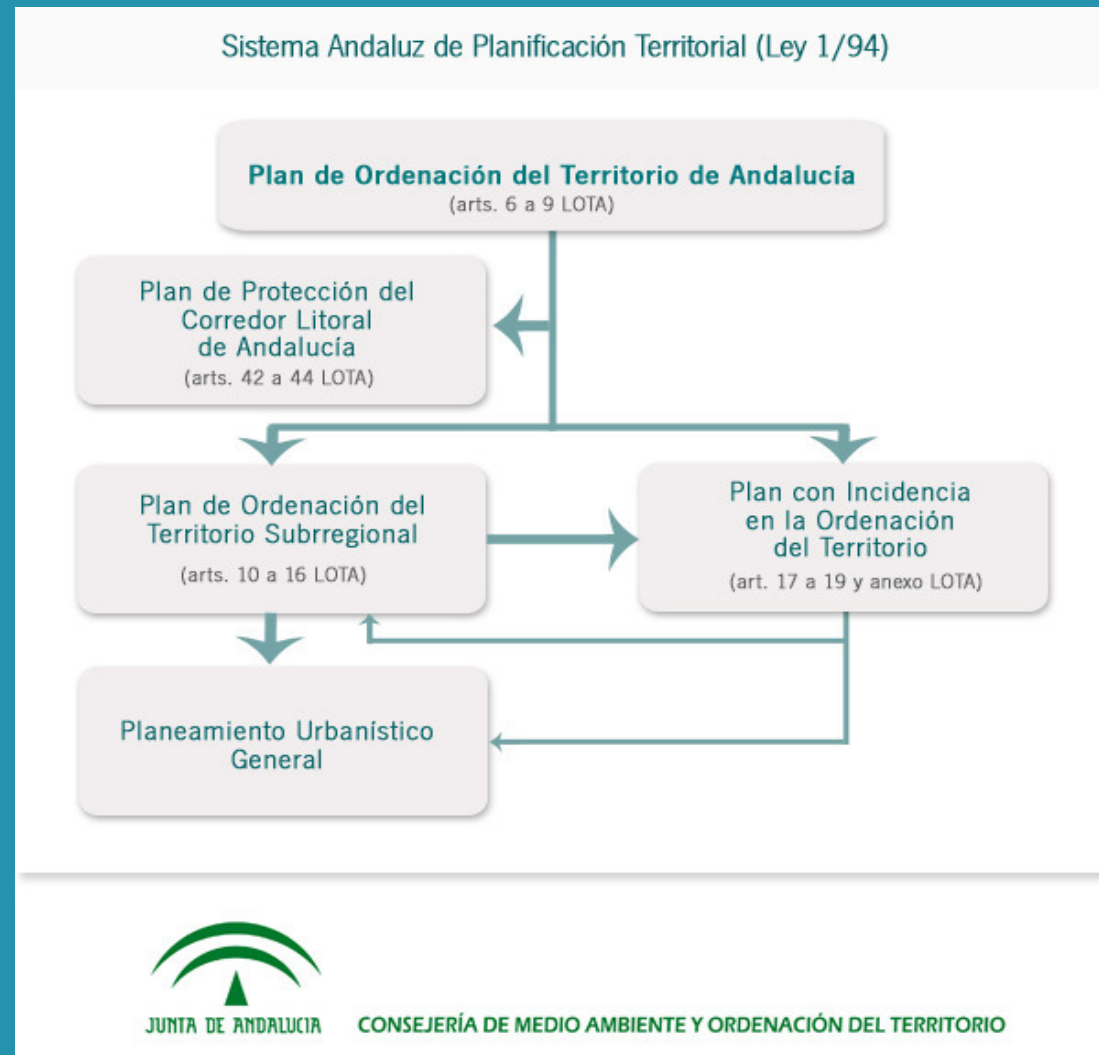 Sistema Andaluz de Planificación Territorial (Ley 1/94)
Plan de Ordenación del Territorio de Andalucía
(arts. 6 a 9 LOTA)
Plan de Protección del
Corredor Litoral
de Andalucía
(arts. 42 a 44 LOTA)
Plan de Ordenación del
Territorio Subrregional
(arts. 10 a 16 LOTA)
Plan con Incidencia
en la Ordenación
del Territorio
(art. 17 a 19 y anexo LOTA)
Planeamiento Urbanístico
General
JUNTA DE ANDALUCIA
CONSEJERÍA DE MEDIO AMBIENTE Y ORDENACIÓN DEL TERRITORIO